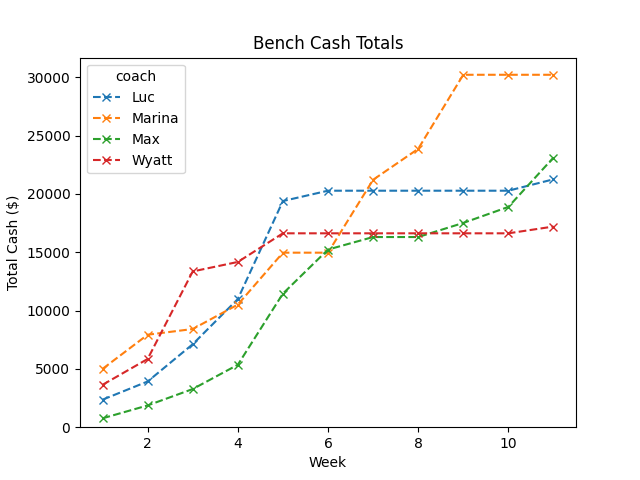 Bench Cash Totals
coach
Luc
Marina
Max
Wyatt
Total Cash ($)
30000
25000
20000
15000
10000
5000
0
2 4 6 8 10
Week